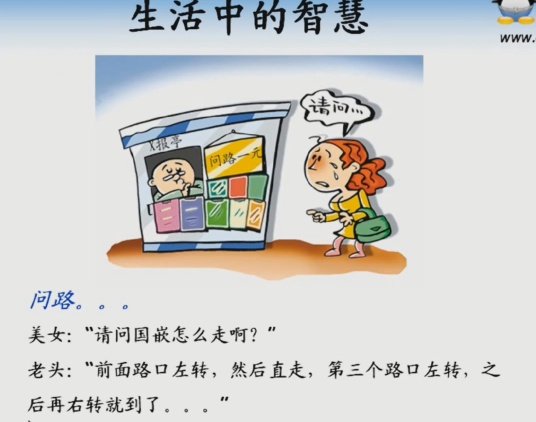 生活中的智慧
www.
请问...
X报亭
问路一元
问路。。。
美女：“请问国嵌怎么走啊？”
老头：“前面路口左转，然后直走，第三个路口左转，之
后再右转就到了。。。”